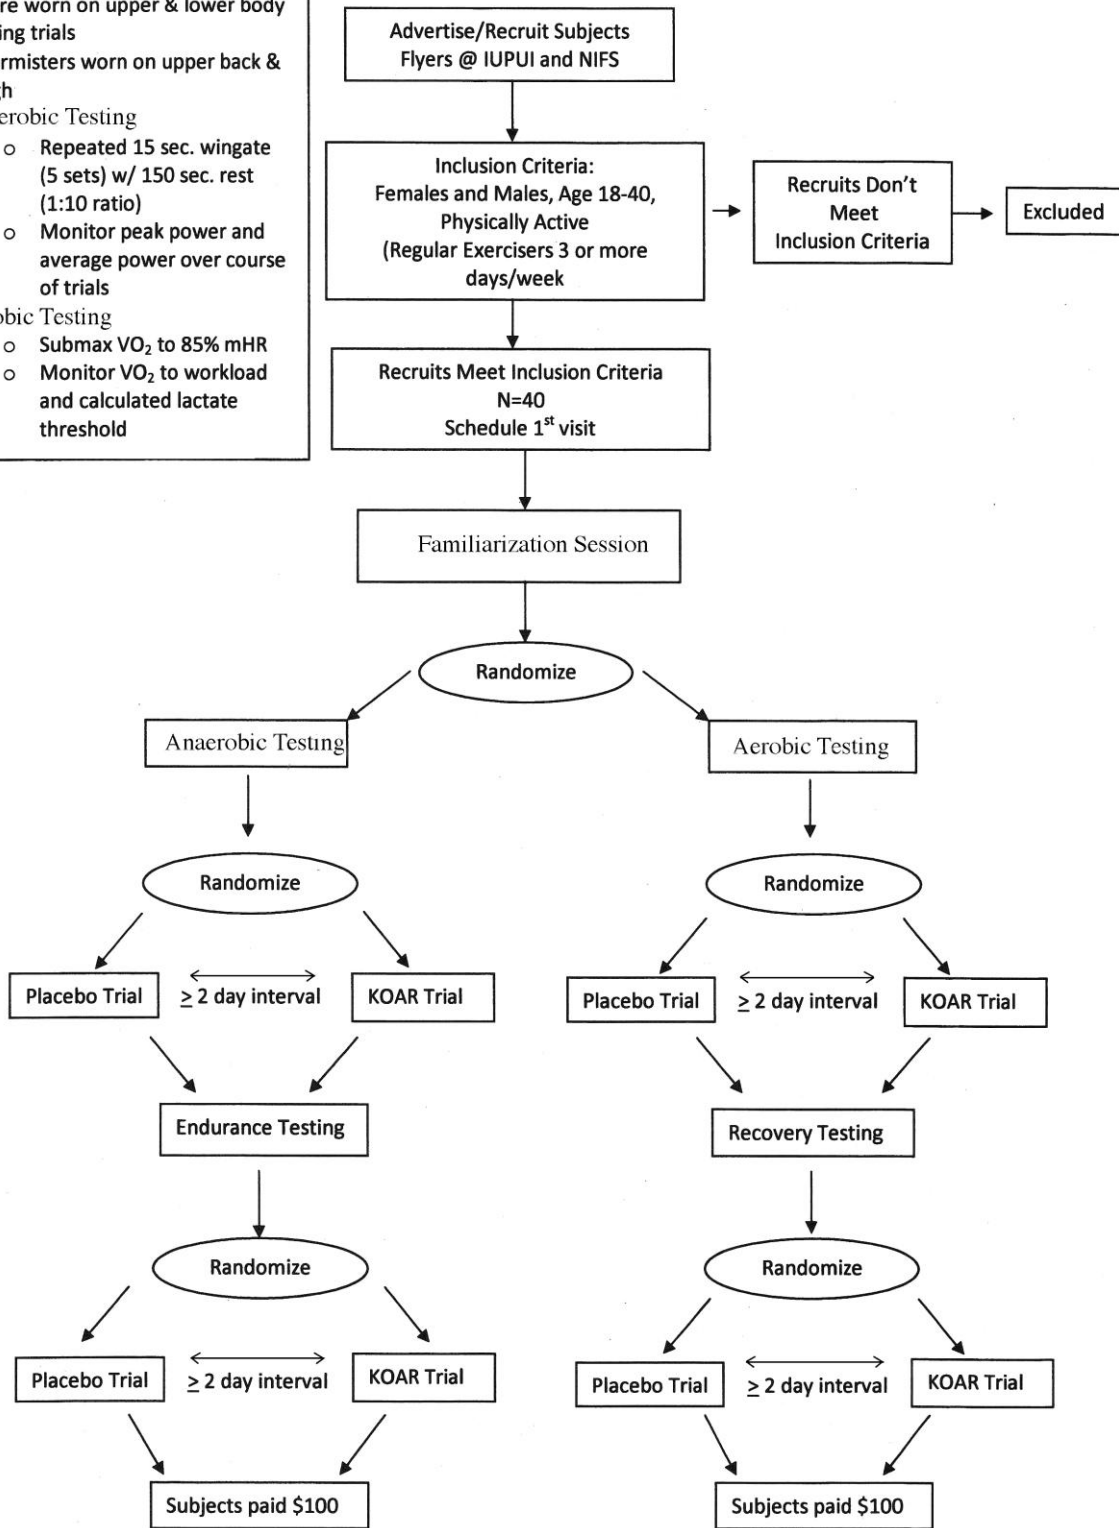 re worn on upper & lower body
ing trials
rmisters worn on upper back &
gh
erobic Testing
o Repeated 15 sec. wingate
(5 sets) w/ 150 sec. rest
(1:10 ratio)
o Monitor peak power and
average power over course
of trials
obic Testing
o Submax VO₂ to 85% mHR
o Monitor VO₂ to workload
and calculated lactate
threshold
Advertise/Recruit Subjects
Flyers @ IUPUI and NIFS
Inclusion Criteria:
Females and Males, Age 18-40,
Physically Active
(Regular Exercisers 3 or more
days/week
Recruits Don't
Meet
Inclusion Criteria
Excluded
Recruits Meet Inclusion Criteria
N=40
Schedule 1st visit
Familiarization Session
Randomize
Anaerobic Testing
Aerobic Testing
Randomize
Randomize
Placebo Trial
≥ 2 day interval
KOAR Trial
Placebo Trial
≥ 2 day interval
KOAR Trial
Endurance Testing
Recovery Testing
Randomize
Randomize
Placebo Trial
≥ 2 day interval
KOAR Trial
Placebo Trial
≥ 2 day interval
KOAR Trial
Subjects paid $100
Subjects paid $100